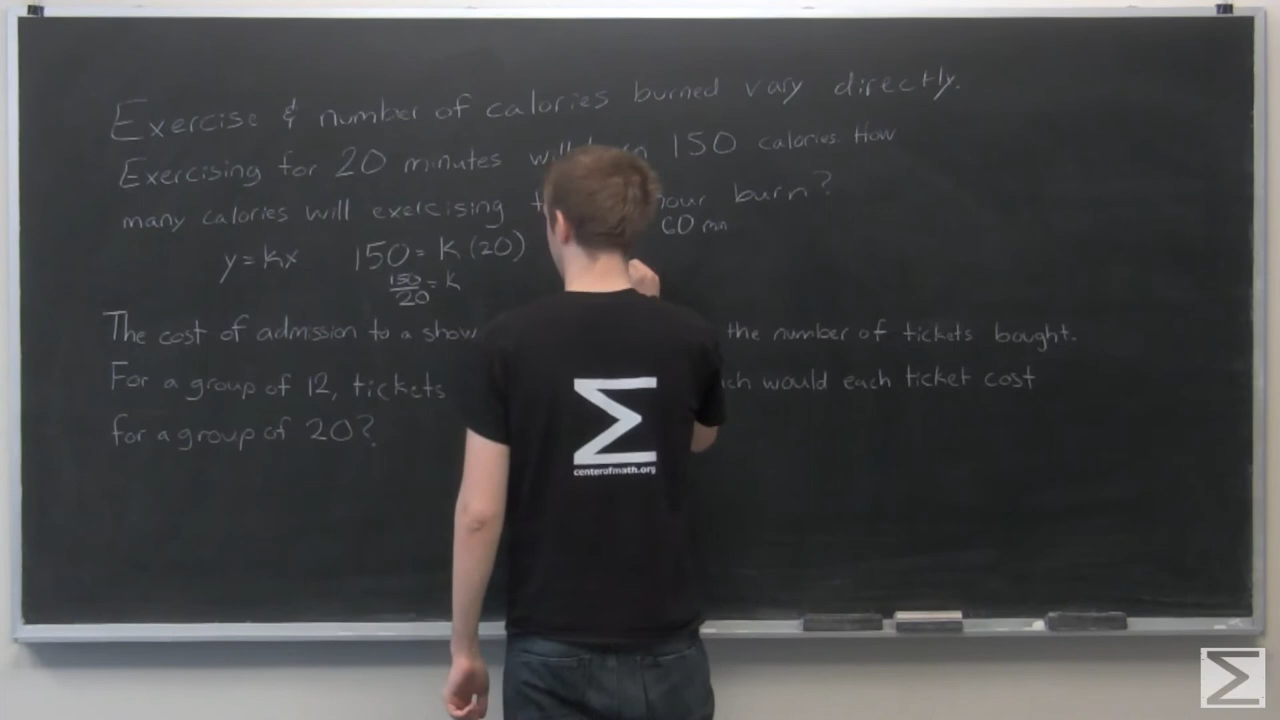 Exercise & number of calories burned vary directly.
Exercising for 20 minutes will 150 calories. How
many calories will exercising hour burn?
60 min
y = kx 150 = k (20)
150/20 = k
The cost of admission to a show the number of tickets bought.
For a group of 12, tickets would each ticket cost
for a group of 20?
Σ
centerofmath.org
Σ